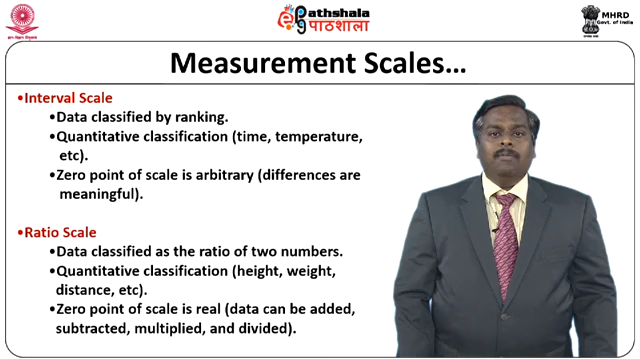 Pathshala
पाठशाला
MHRD
Govt. of India
Measurement Scales...
•Interval Scale
•Data classified by ranking.
•Quantitative classification (time, temperature,
etc).
•Zero point of scale is arbitrary (differences are
meaningful).
•Ratio Scale
•Data classified as the ratio of two numbers.
•Quantitative classification (height, weight,
distance, etc).
•Zero point of scale is real (data can be added,
subtracted, multiplied, and divided).